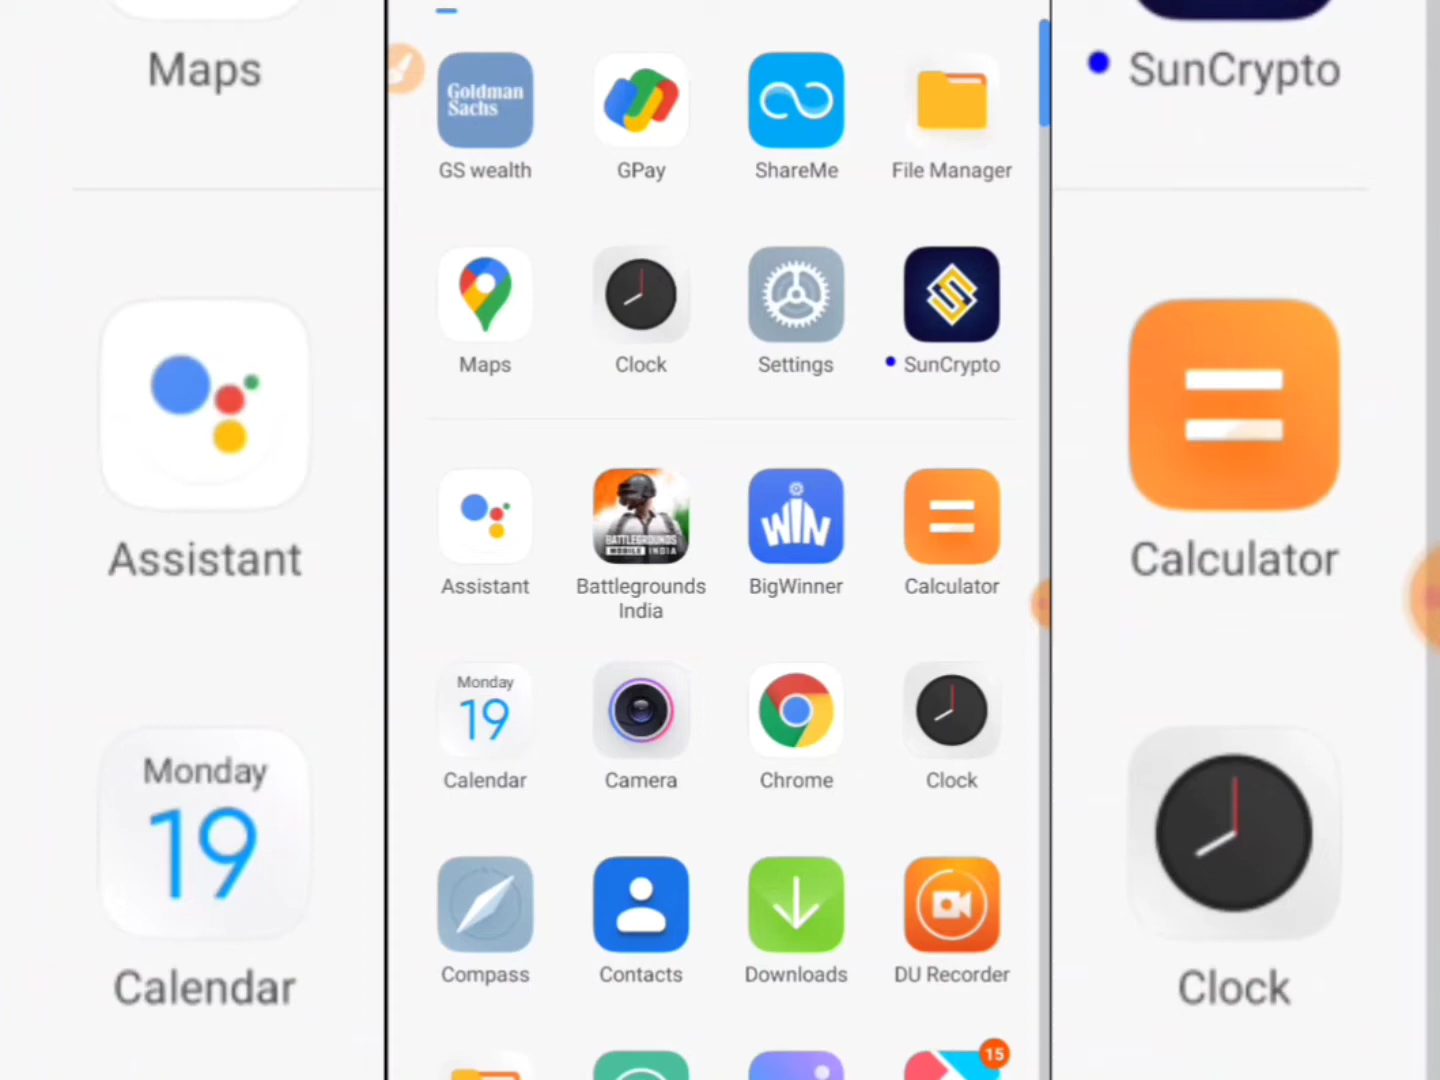 Maps
Assistant
Monday
19
Calendar
Goldman
Sachs
GS wealth
GPay
ShareMe
File Manager
Maps
Clock
Settings
SunCrypto
Assistant
BATTLEGROUNDS
MOBILE INDIA
Battlegrounds
India
WIN
BigWinner
Calculator
Monday
19
Calendar
Camera
Chrome
Clock
Compass
Contacts
Downloads
DU Recorder
15
SunCrypto
Calculator
Clock